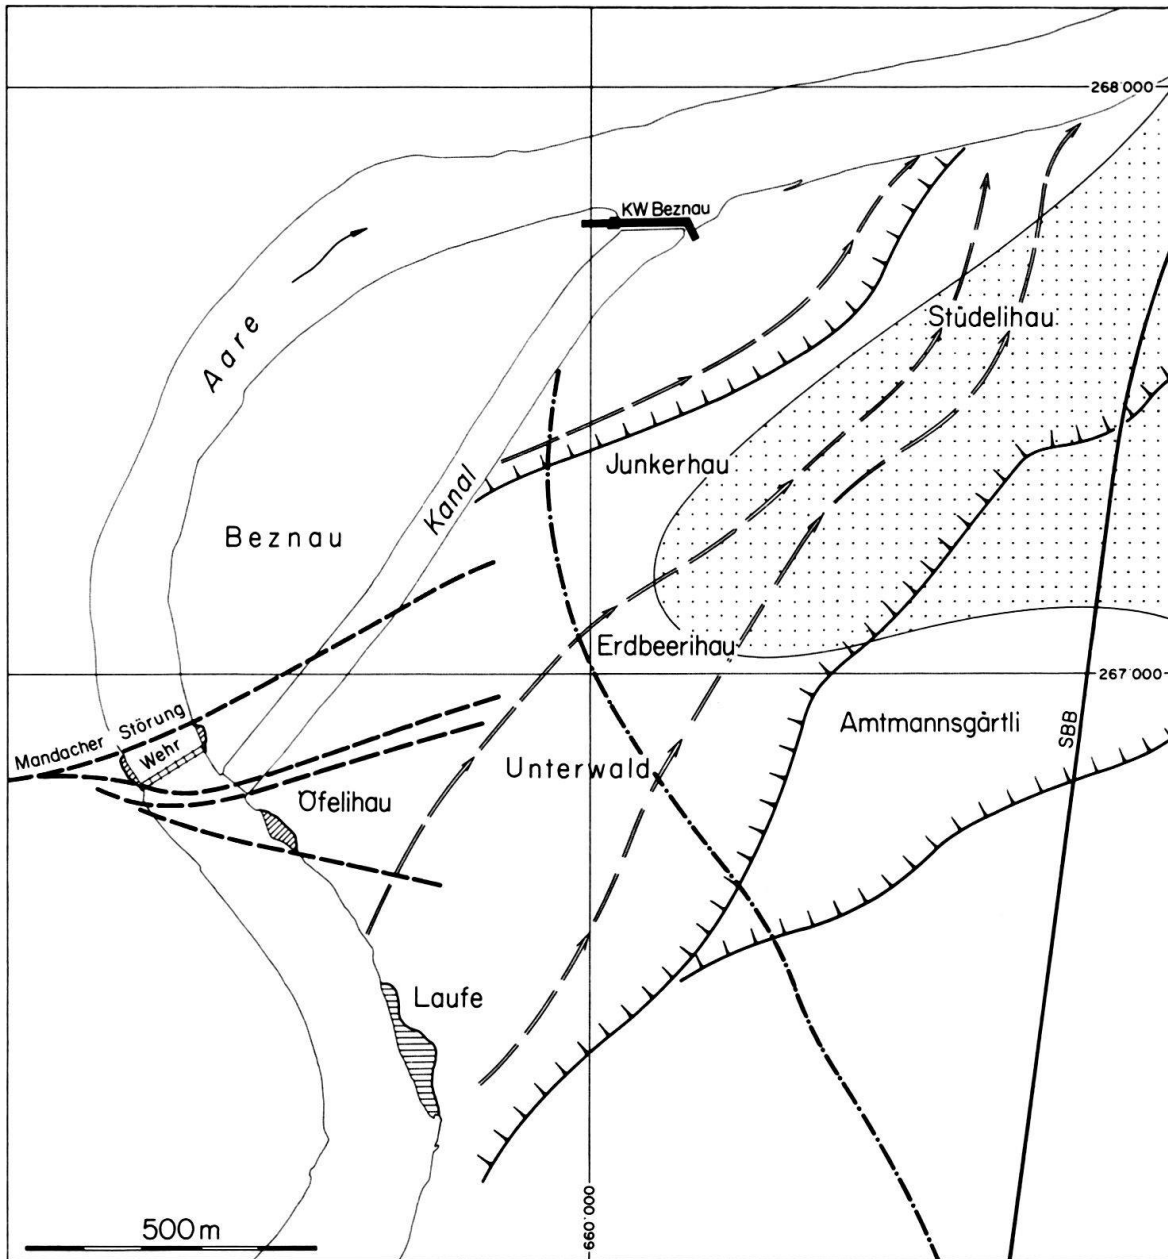 268'000
KW Beznau
Aare
Stüdelihau
Junkerhau
Kanal
Beznau
Erdbeerihau
267'000
Mandacher Störung
Wehr
Amtmannsgärtli
SBB
Unterwald
Öfelihau
Laufe
660'000
500m